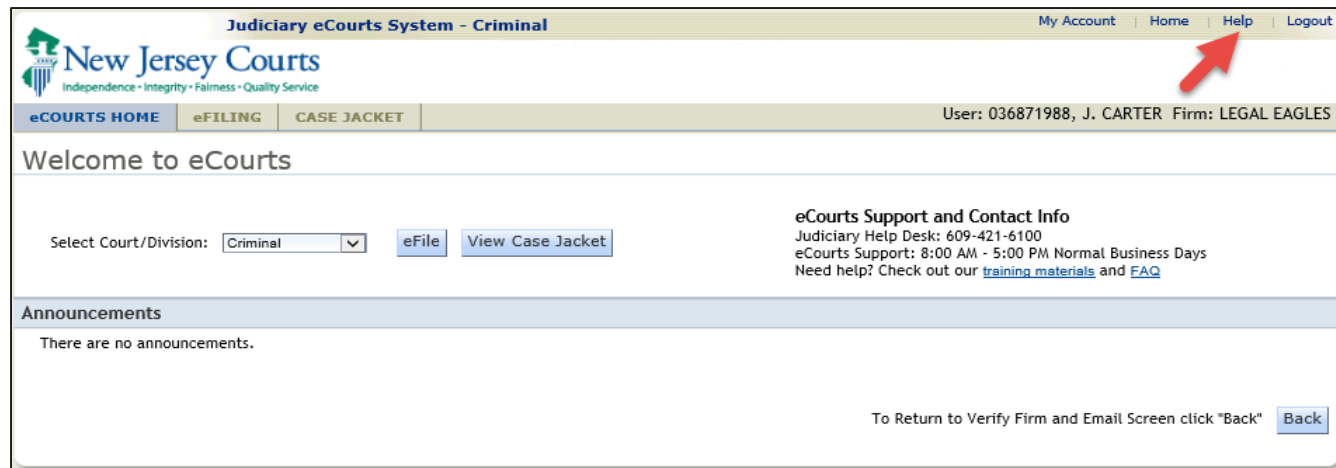 Judiciary eCourts System - Criminal
My Account | Home | Help | Logout
New Jersey Courts
Independence • Integrity • Fairness • Quality Service
eCOURTS HOME eFILING CASE JACKET
User: 036871988, J. CARTER Firm: LEGAL EAGLES
Welcome to eCourts
Select Court/Division: Criminal eFile View Case Jacket
eCourts Support and Contact Info
Judiciary Help Desk: 609-421-6100
eCourts Support: 8:00 AM - 5:00 PM Normal Business Days
Need help? Check out our training materials and FAQ
Announcements
There are no announcements.
To Return to Verify Firm and Email Screen click "Back" Back